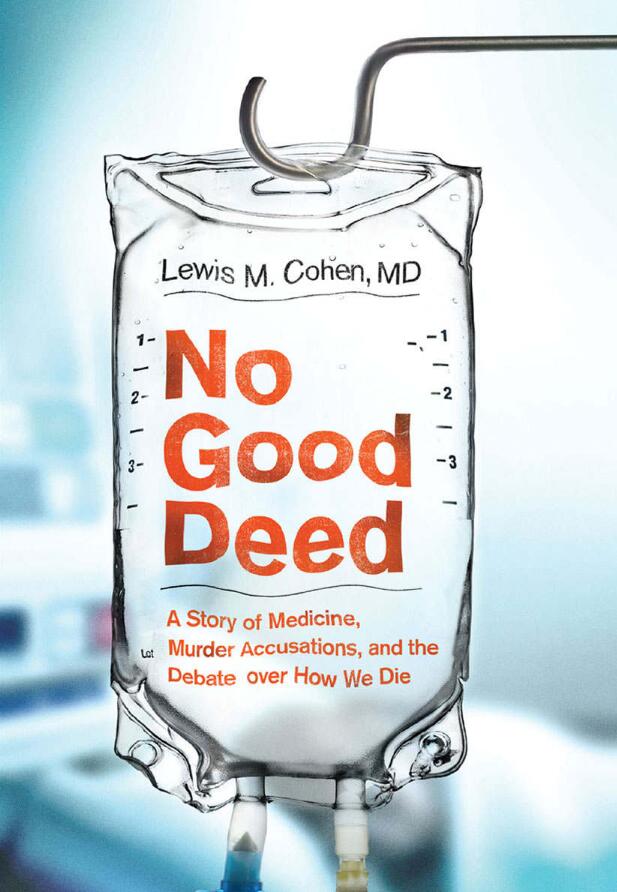 Lewis M. Cohen, MD
No
Good
Deed
1-
2-
3-
-1
-2
-3
A Story of Medicine,
Murder Accusations, and the
Debate over How We Die
Lot